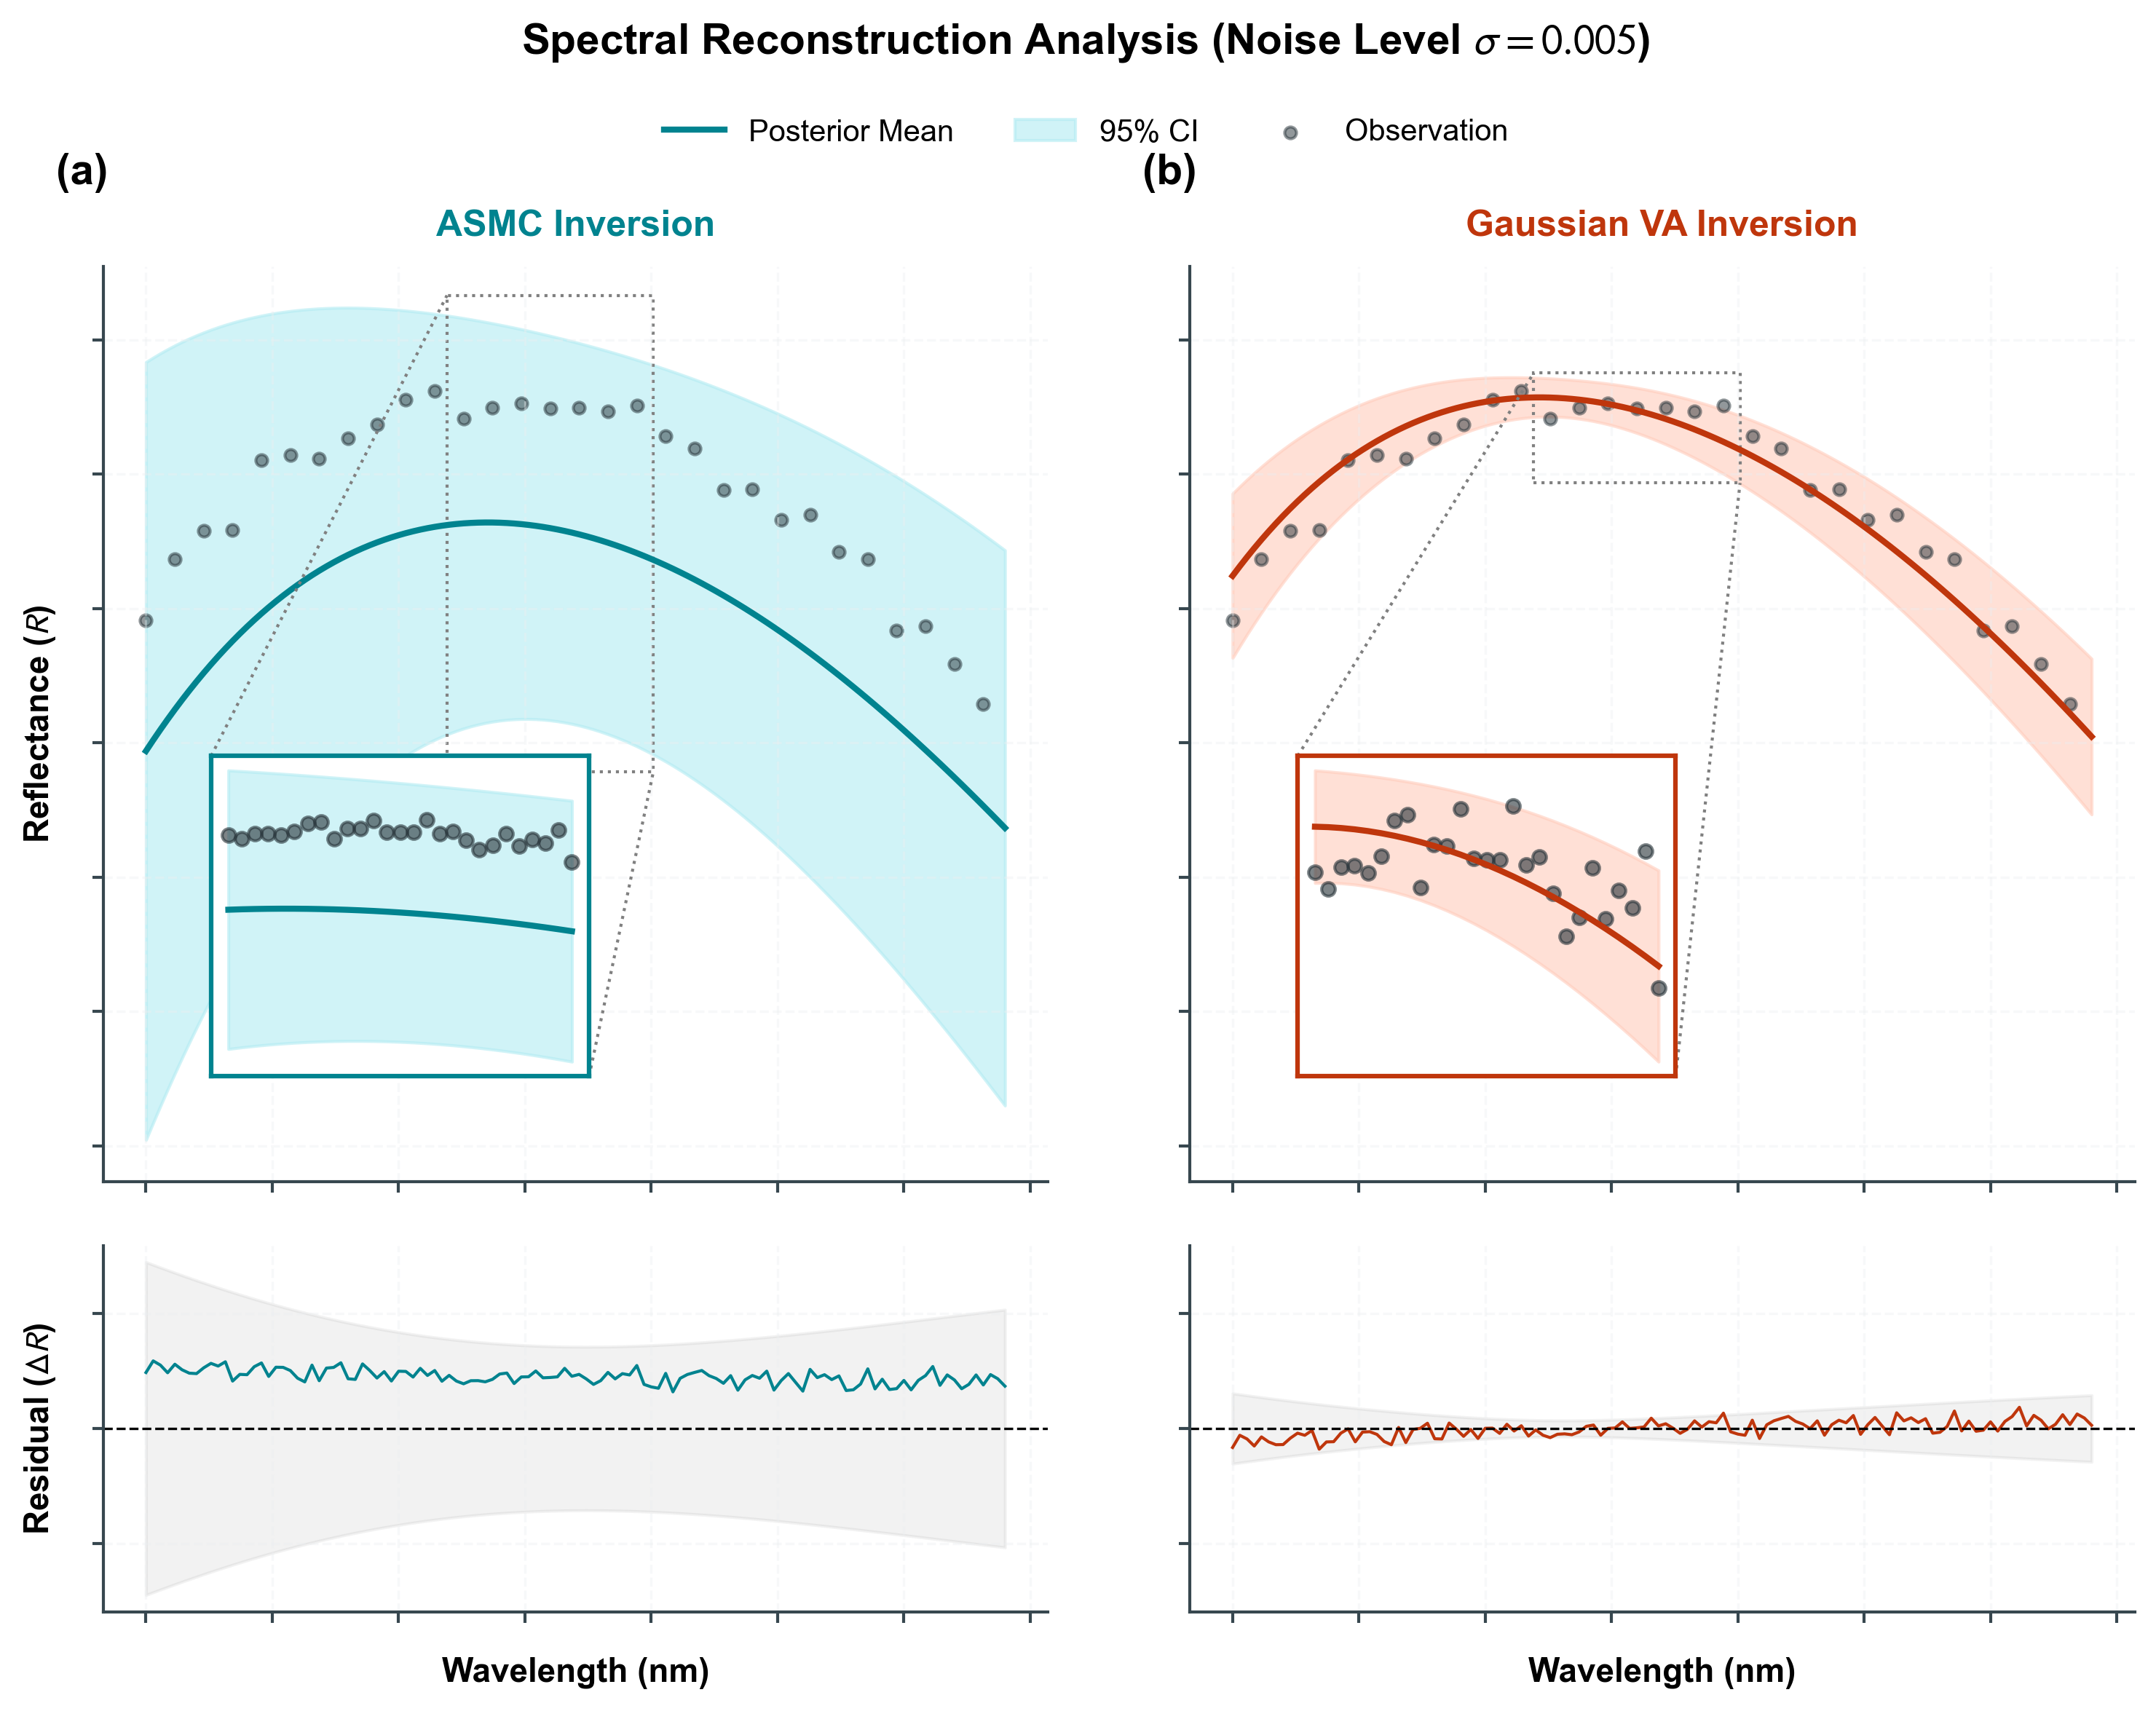 Spectral Reconstruction Analysis (Noise Level σ = 0.005)
Posterior Mean
95% CI
Observation
(a)
(b)
ASMC Inversion
Gaussian VA Inversion
Reflectance (R)
Residual (ΔR)
Wavelength (nm)
Wavelength (nm)